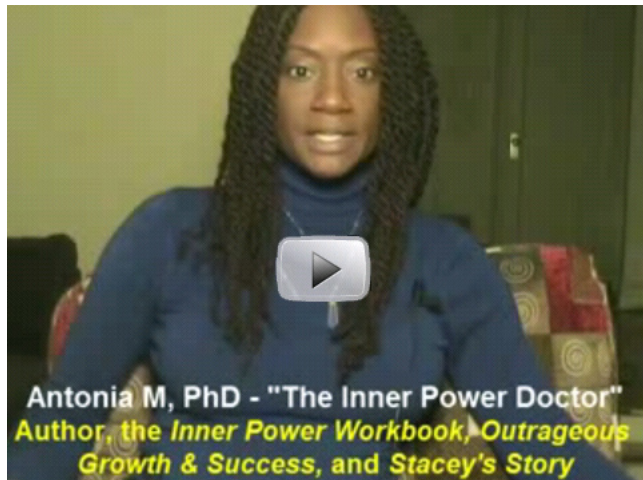 Antonia M, PhD - "The Inner Power Doctor"
Author, the Inner Power Workbook, Outrageous
Growth & Success, and Stacey's Story